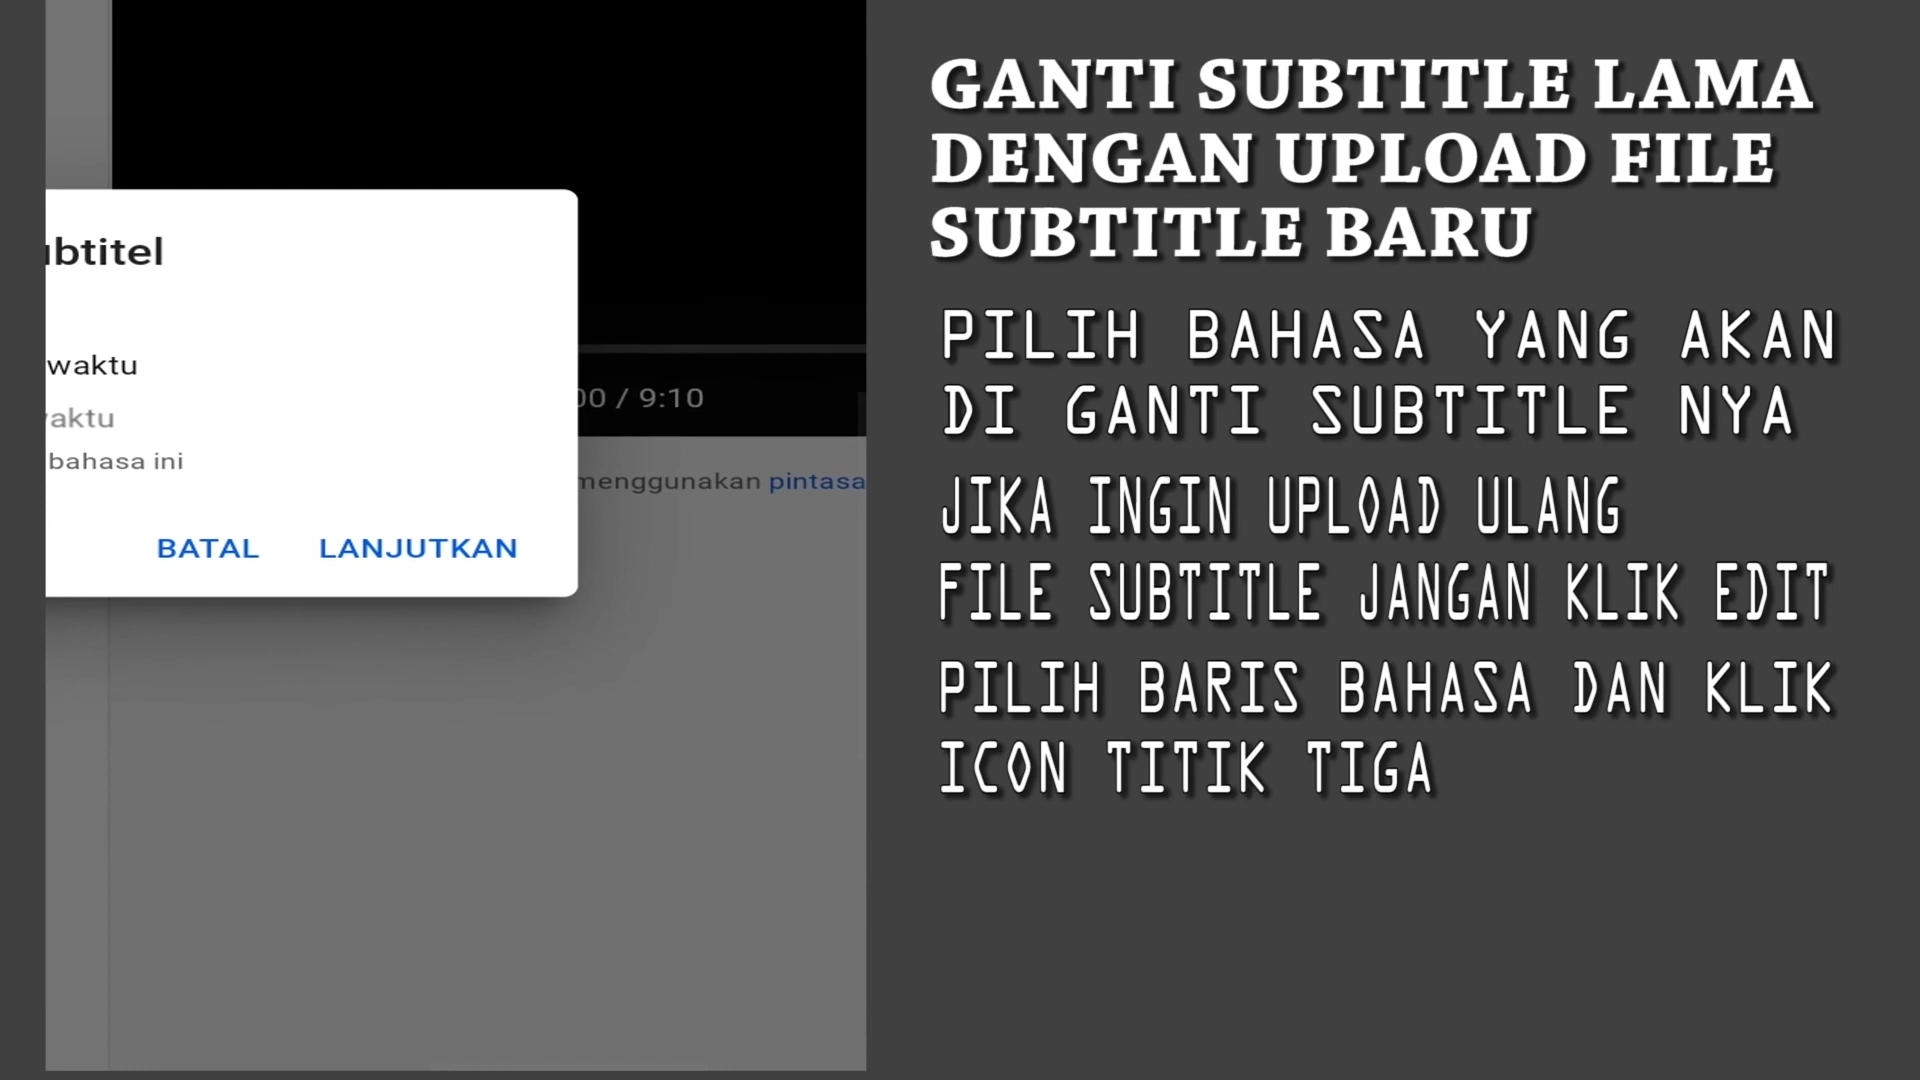 ubtitel
waktu
aktu
bahasa ini
BATAL LANJUTKAN
00 / 9:10
menggunakan pintasa
GANTI SUBTITLE LAMA
DENGAN UPLOAD FILE
SUBTITLE BARU
PILIH BAHASA YANG AKAN
DI GANTI SUBTITLE NYA
JIKA INGIN UPLOAD ULANG
FILE SUBTITLE JANGAN KLIK EDIT
PILIH BARIS BAHASA DAN KLIK
ICON TITIK TIGA